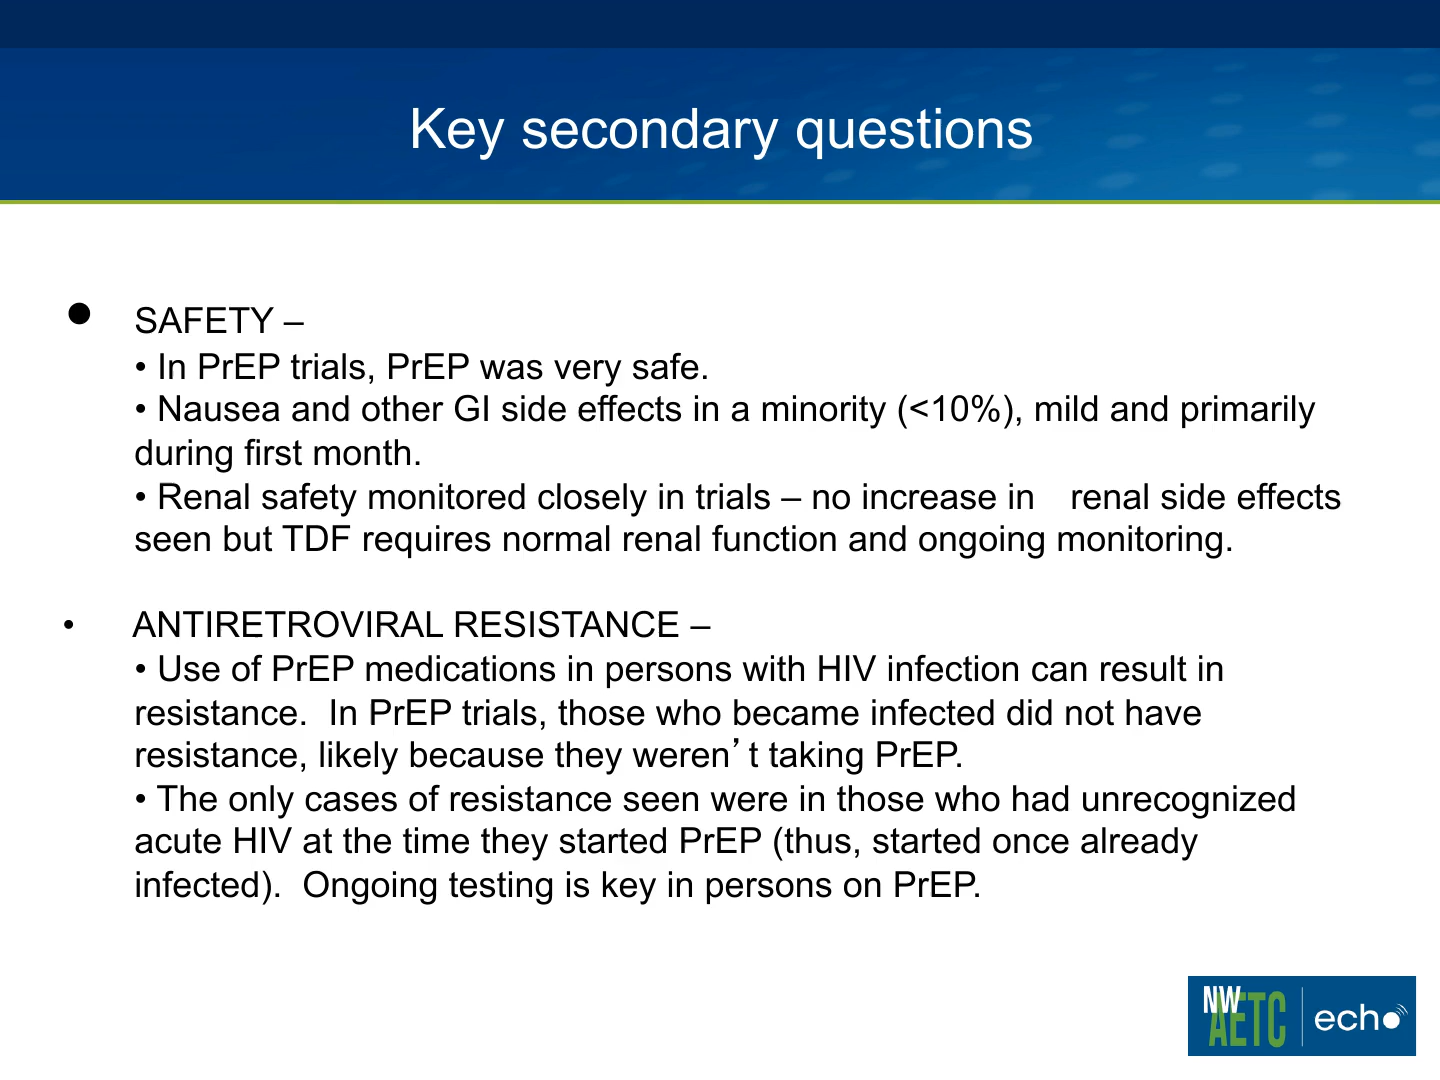 Key secondary questions
• SAFETY –
• In PrEP trials, PrEP was very safe.
• Nausea and other GI side effects in a minority (<10%), mild and primarily
during first month.
• Renal safety monitored closely in trials – no increase in renal side effects
seen but TDF requires normal renal function and ongoing monitoring.
• ANTIRETROVIRAL RESISTANCE –
• Use of PrEP medications in persons with HIV infection can result in
resistance. In PrEP trials, those who became infected did not have
resistance, likely because they weren’t taking PrEP.
• The only cases of resistance seen were in those who had unrecognized
acute HIV at the time they started PrEP (thus, started once already
infected). Ongoing testing is key in persons on PrEP.
NW AETC echo